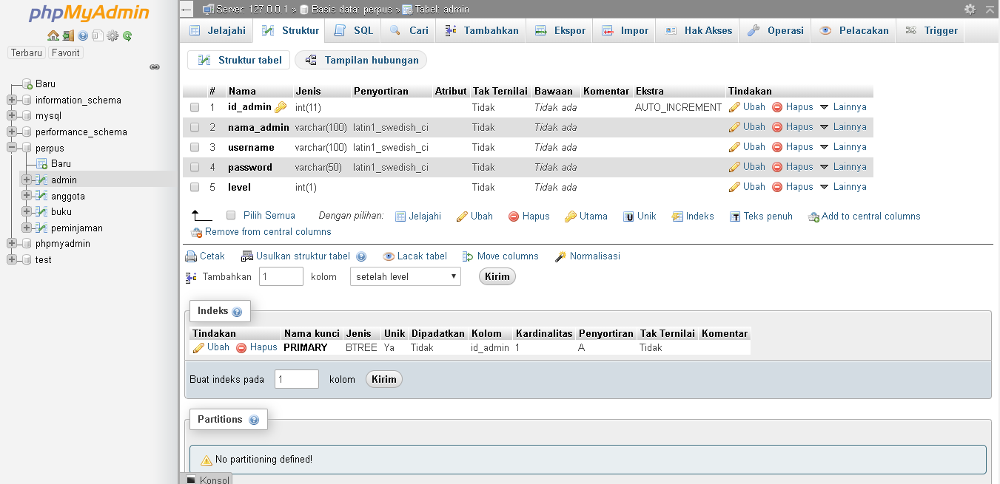 phpMyAdmin
Terbaru Favorit
Baru
information_schema
mysql
performance_schema
perpus
Baru
admin
anggota
buku
peminjaman
phpmyadmin
test
Server: 127.0.0.1 » Basis data: perpus » Tabel: admin
Jelajahi Struktur SQL Cari Tambahkan Ekspor Impor Hak Akses Operasi Pelacakan Trigger
Struktur tabel Tampilan hubungan
# Nama Jenis Penyortiran Atribut Tak Ternilai Bawaan Komentar Ekstra Tindakan
1 id_admin int(11) Tidak Tidak ada AUTO_INCREMENT Ubah Hapus Lainnya
2 nama_admin varchar(100) latin1_swedish_ci Tidak Tidak ada Ubah Hapus Lainnya
3 username varchar(100) latin1_swedish_ci Tidak Tidak ada Ubah Hapus Lainnya
4 password varchar(50) latin1_swedish_ci Tidak Tidak ada Ubah Hapus Lainnya
5 level int(1) Tidak Tidak ada Ubah Hapus Lainnya
Pilih Semua Dengan pilihan: Jelajahi Ubah Hapus Utama Unik Indeks Teks penuh Add to central columns
Remove from central columns
Cetak Usulkan struktur tabel Lacak tabel Move columns Normalisasi
Tambahkan 1 kolom setelah level Kirim
Indeks
Tindakan Nama kunci Jenis Unik Dipadatkan Kolom Kardinalitas Penyortiran Tak Ternilai Komentar
Ubah Hapus PRIMARY BTREE Ya Tidak id_admin 1 A Tidak
Buat indeks pada 1 kolom Kirim
Partitions
No partitioning defined!
Konsol